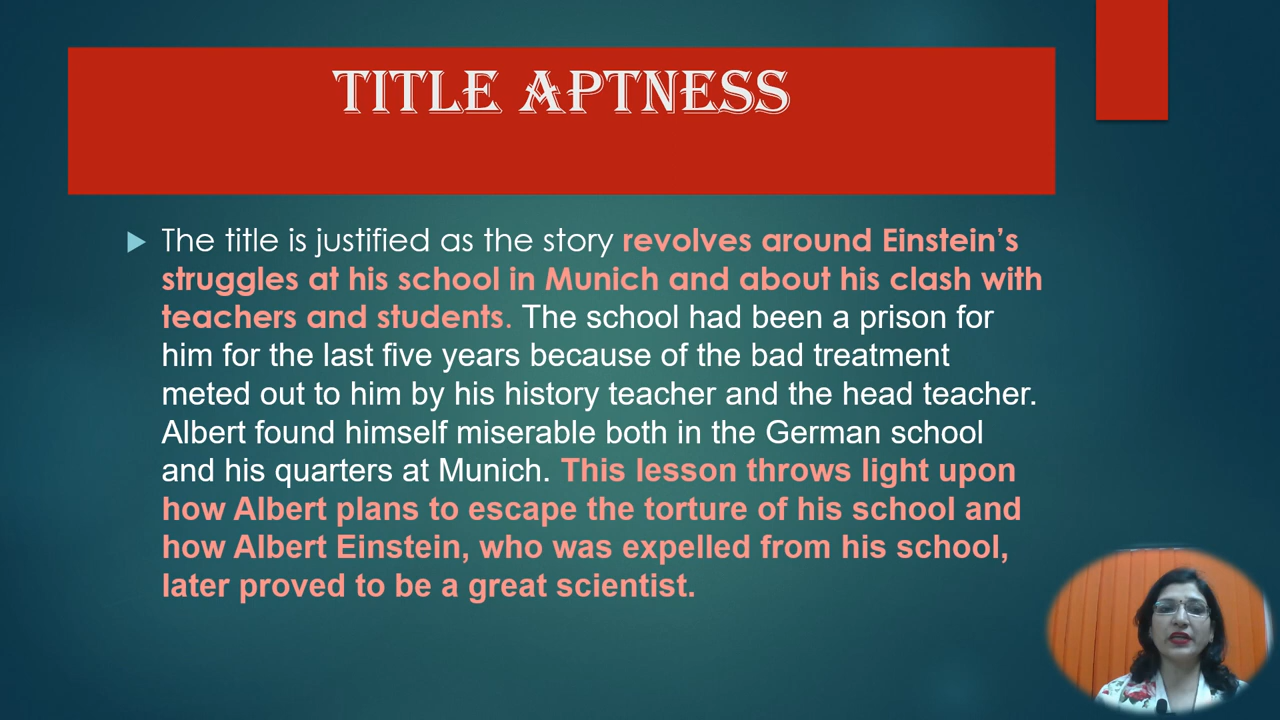 TITLE APTNESS
The title is justified as the story revolves around Einstein's
struggles at his school in Munich and about his clash with
teachers and students. The school had been a prison for
him for the last five years because of the bad treatment
meted out to him by his history teacher and the head teacher.
Albert found himself miserable both in the German school
and his quarters at Munich. This lesson throws light upon
how Albert plans to escape the torture of his school and
how Albert Einstein, who was expelled from his school,
later proved to be a great scientist.